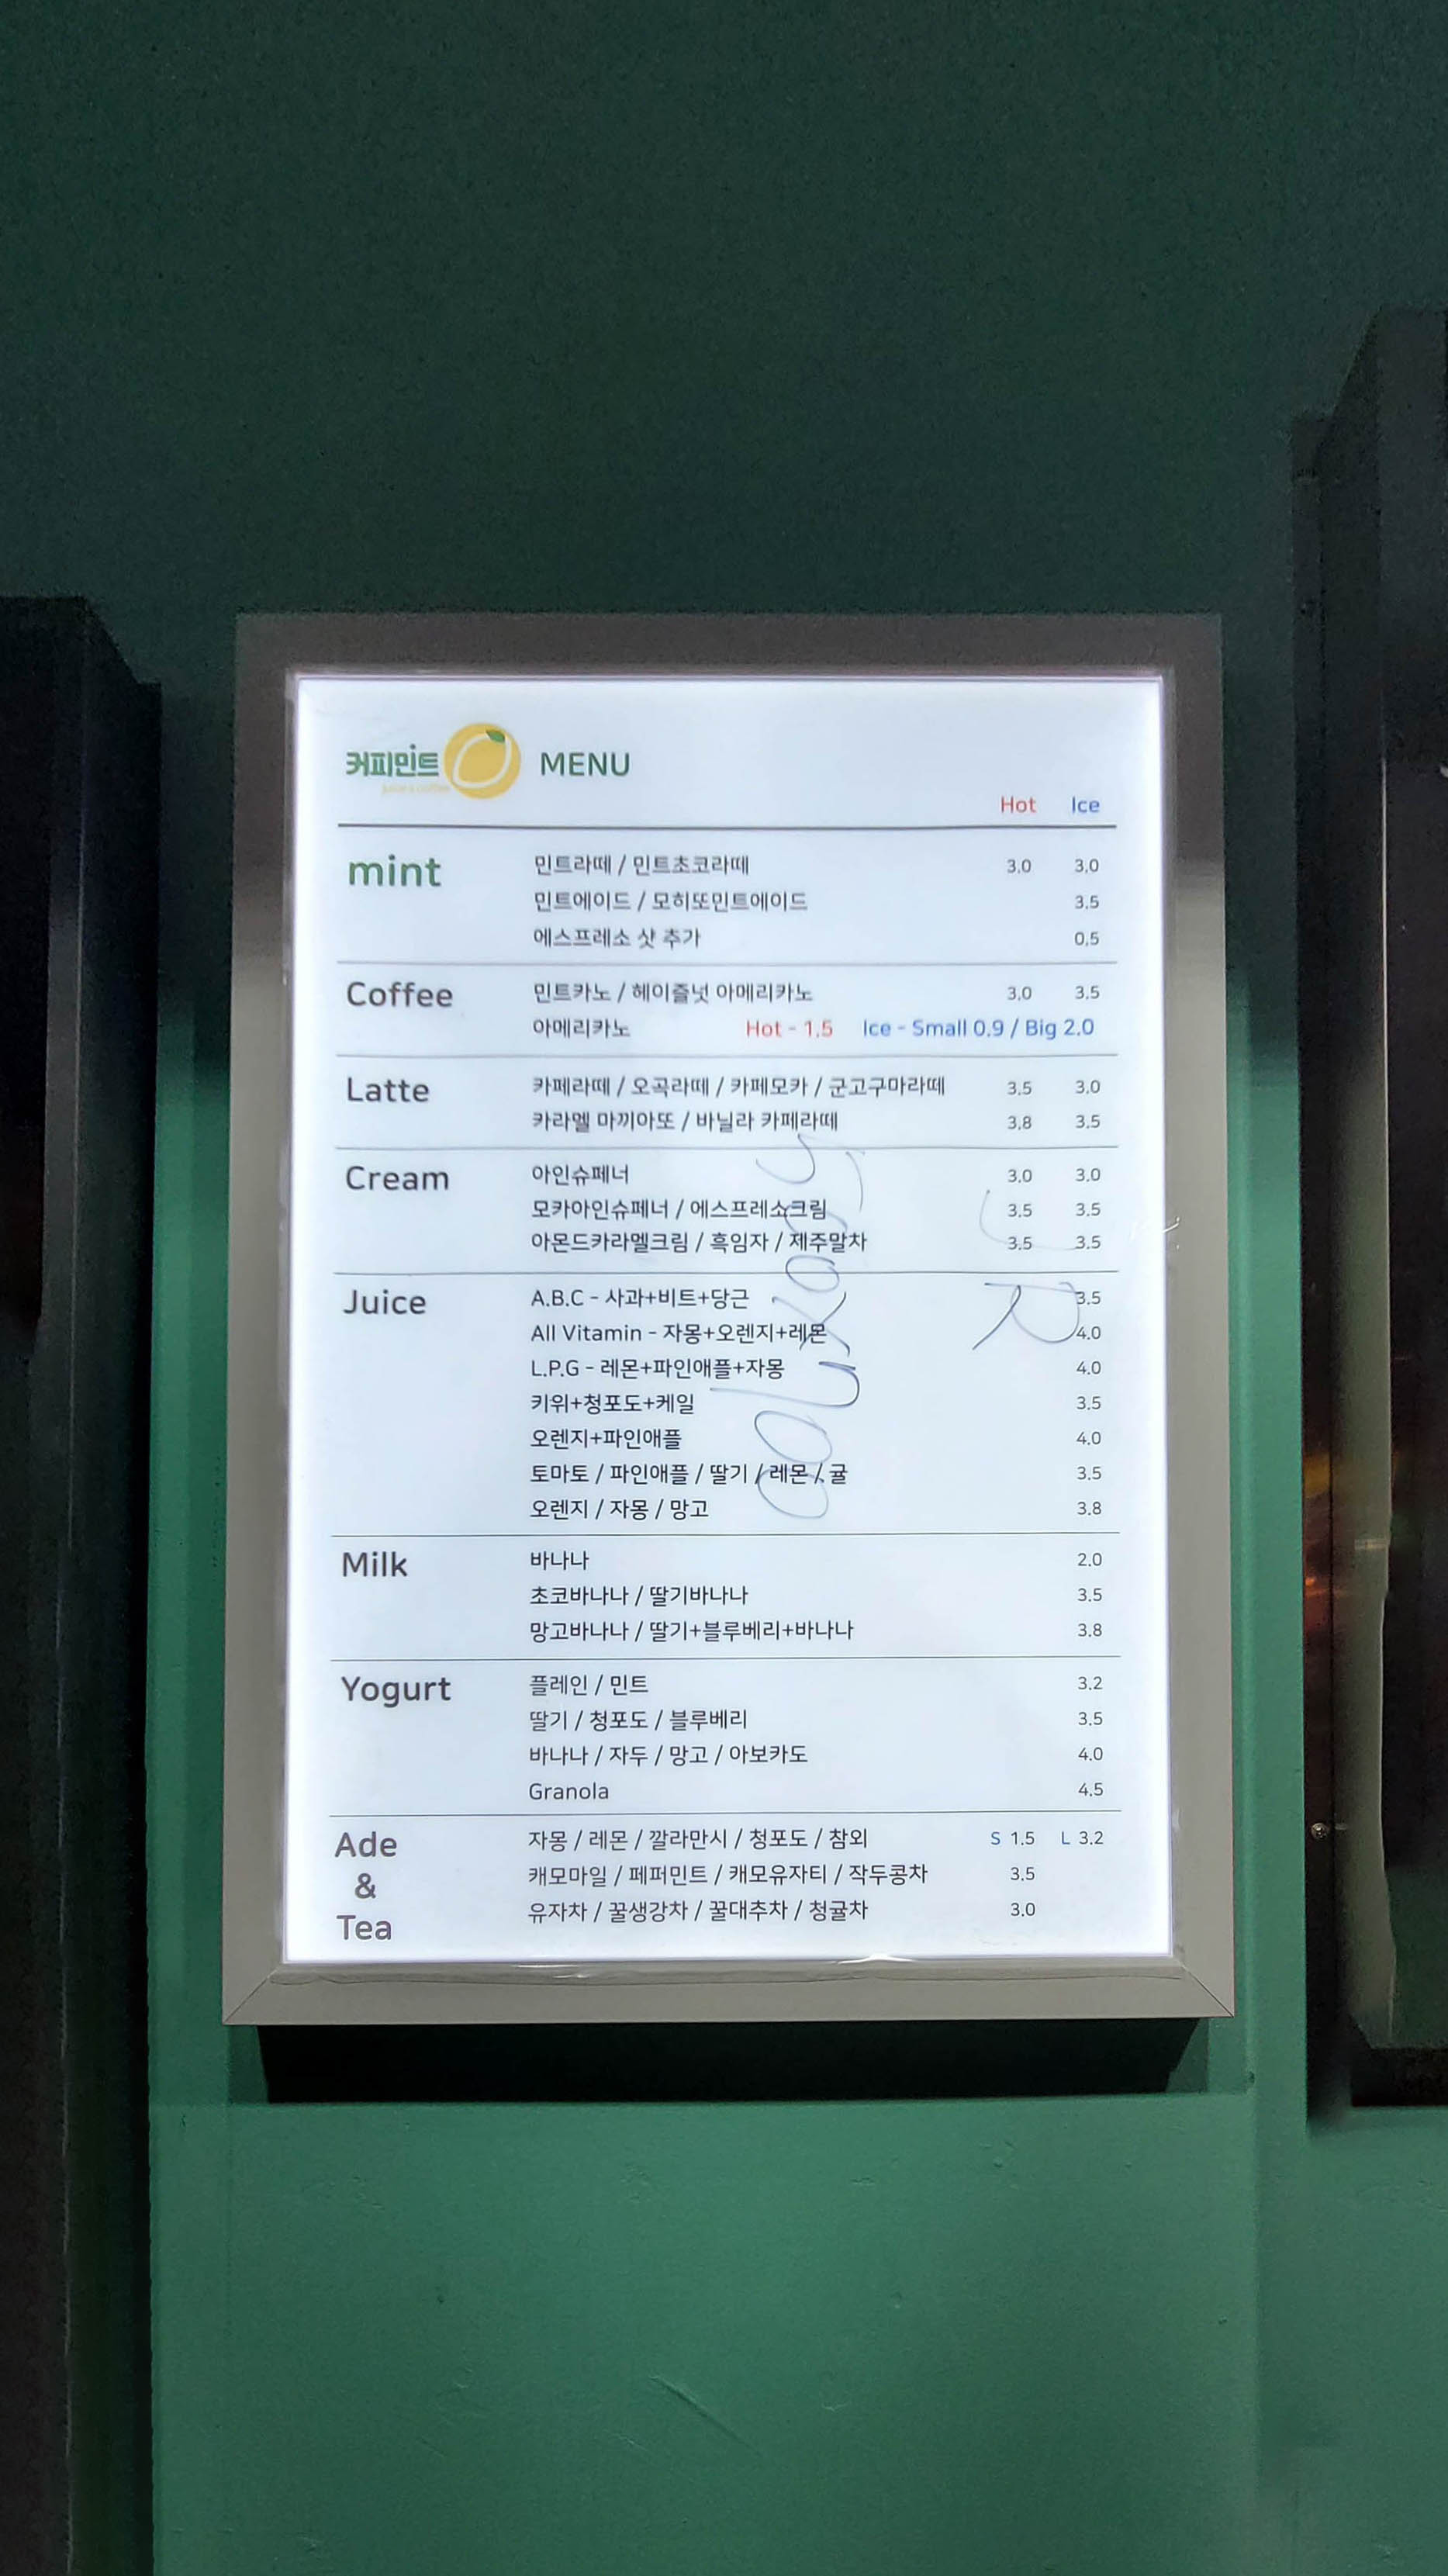 커피민트 MENU
Hot Ice
mint 민트라떼 / 민트초코라떼 3.0 3.0
민트에이드 / 모히또민트에이드 3.5
에스프레소 샷 추가 0.5
Coffee 민트카노 / 헤이즐넛 아메리카노 3.0 3.5
아메리카노 Hot - 1.5 Ice - Small 0.9 / Big 2.0
Latte 카페라떼 / 오곡라떼 / 카페모카 / 군고구마라떼 3.5 3.0
카라멜 마끼아또 / 바닐라 카페라떼 3.8 3.5
Cream 아인슈페너 3.0 3.0
모카아인슈페너 / 에스프레소크림 3.5 3.5
아몬드카라멜크림 / 흑임자 / 제주말차 3.5 3.5
Juice A.B.C - 사과+비트+당근 3.5
All Vitamin - 자몽+오렌지+레몬 4.0
L.P.G - 레몬+파인애플+자몽 4.0
키위+청포도+케일 3.5
오렌지+파인애플 4.0
토마토 / 파인애플 / 딸기 / 레몬 / 귤 3.5
오렌지 / 자몽 / 망고 3.8
Milk 바나나 2.0
초코바나나 / 딸기바나나 3.5
망고바나나 / 딸기+블루베리+바나나 3.8
Yogurt 플레인 / 민트 3.2
딸기 / 청포도 / 블루베리 3.5
바나나 / 자두 / 망고 / 아보카도 4.0
Granola 4.5
Ade & Tea 자몽 / 레몬 / 깔라만시 / 청포도 / 참외 S 1.5 L 3.2
캐모마일 / 페퍼민트 / 캐모유자티 / 작두콩차 3.5
유자차 / 꿀생강차 / 꿀대추차 / 청귤차 3.0